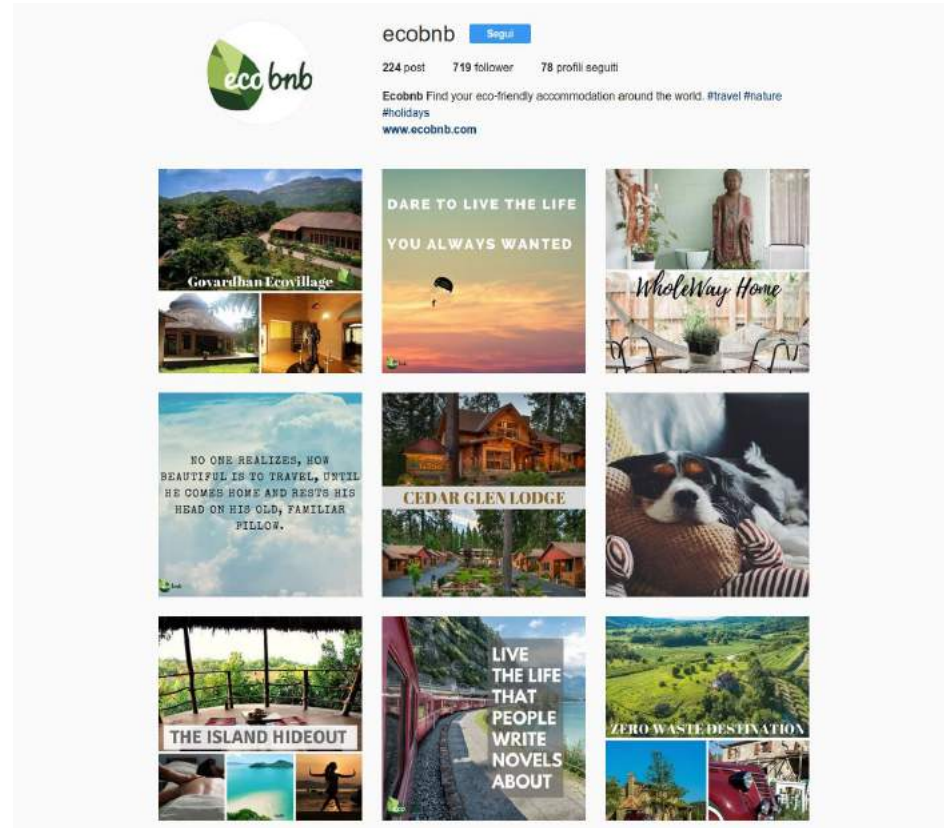 ecobnb Segui
224 post 719 follower 78 profili seguiti
Ecobnb Find your eco-friendly accommodation around the world. #travel #nature
#holidays
www.ecobnb.com
eco bnb
Govardhan Ecovillage
DARE TO LIVE THE LIFE
YOU ALWAYS WANTED
WholeWay Home
NO ONE REALIZES, HOW
BEAUTIFUL IS TO TRAVEL, UNTIL
HE COMES HOME AND RESTS HIS
HEAD ON HIS OLD, FAMILIAR
PILLOW.
CEDAR GLEN LODGE
THE ISLAND HIDEOUT
LIVE
THE LIFE
THAT
PEOPLE
WRITE
NOVELS
ABOUT
ZERO WASTE DESTINATION